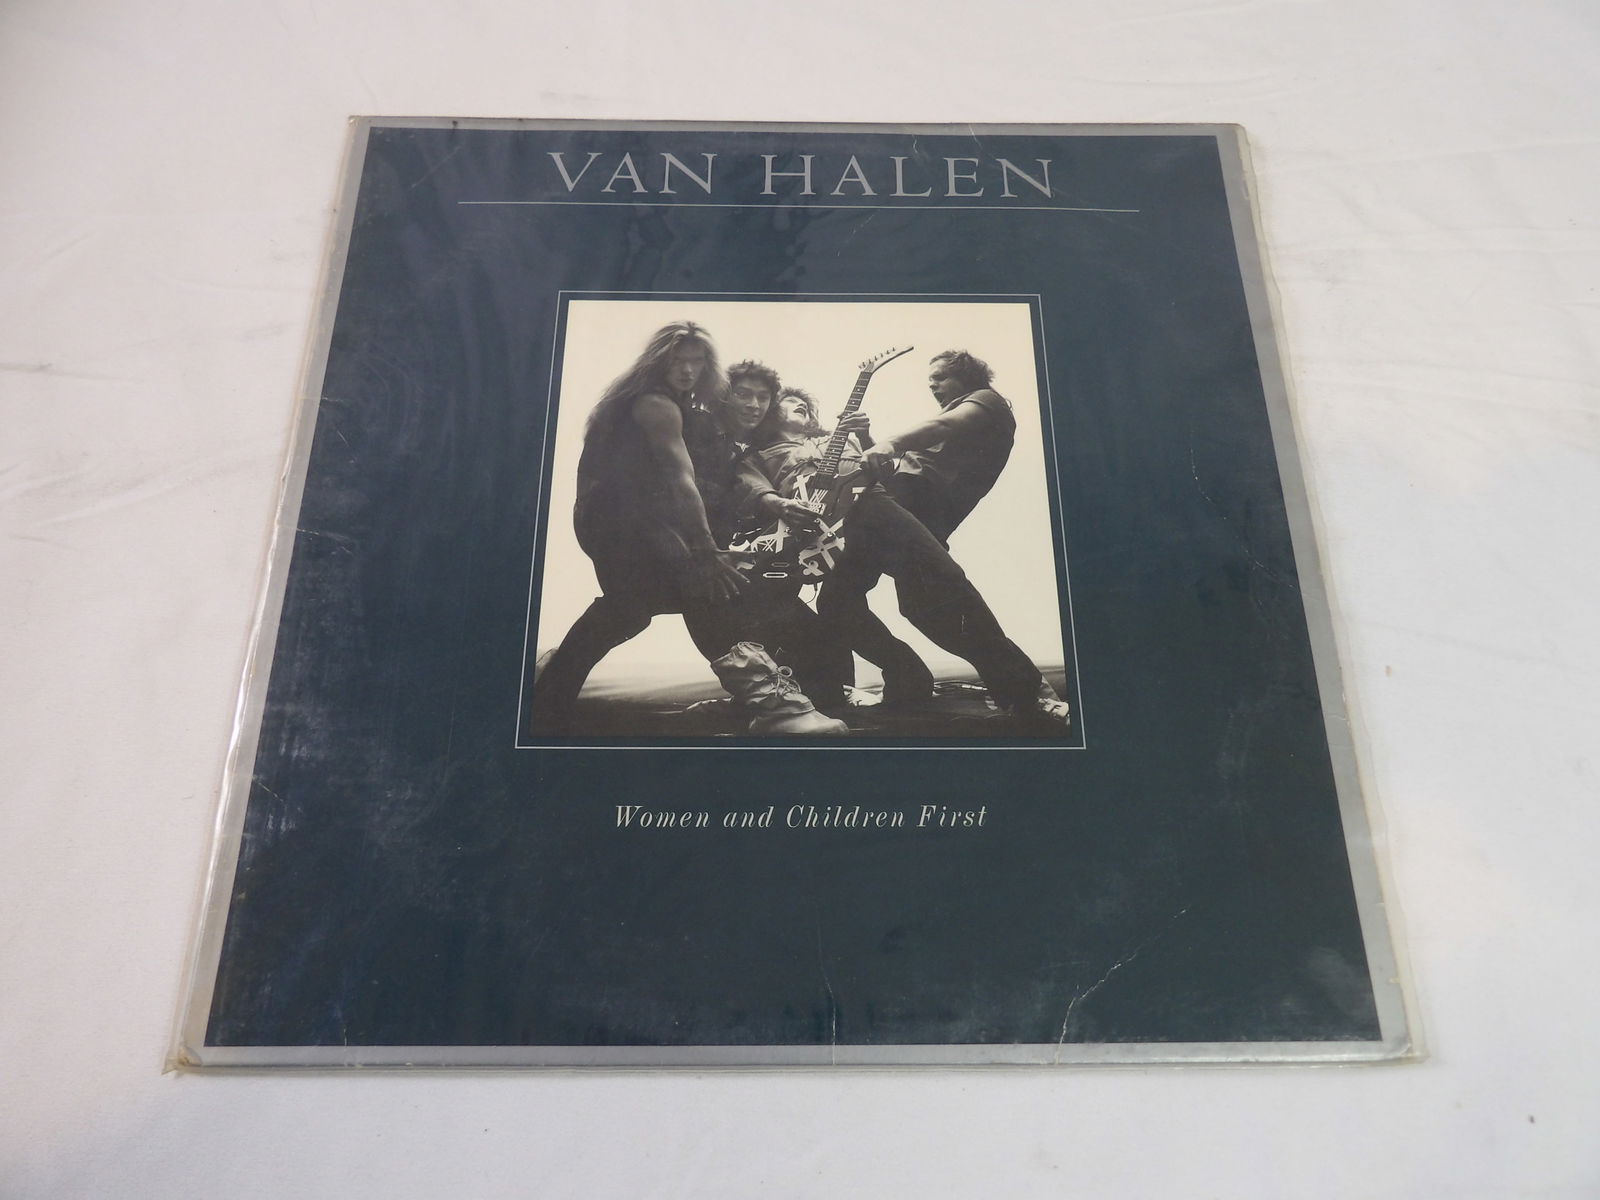 VAN HALEN
Women and Children First